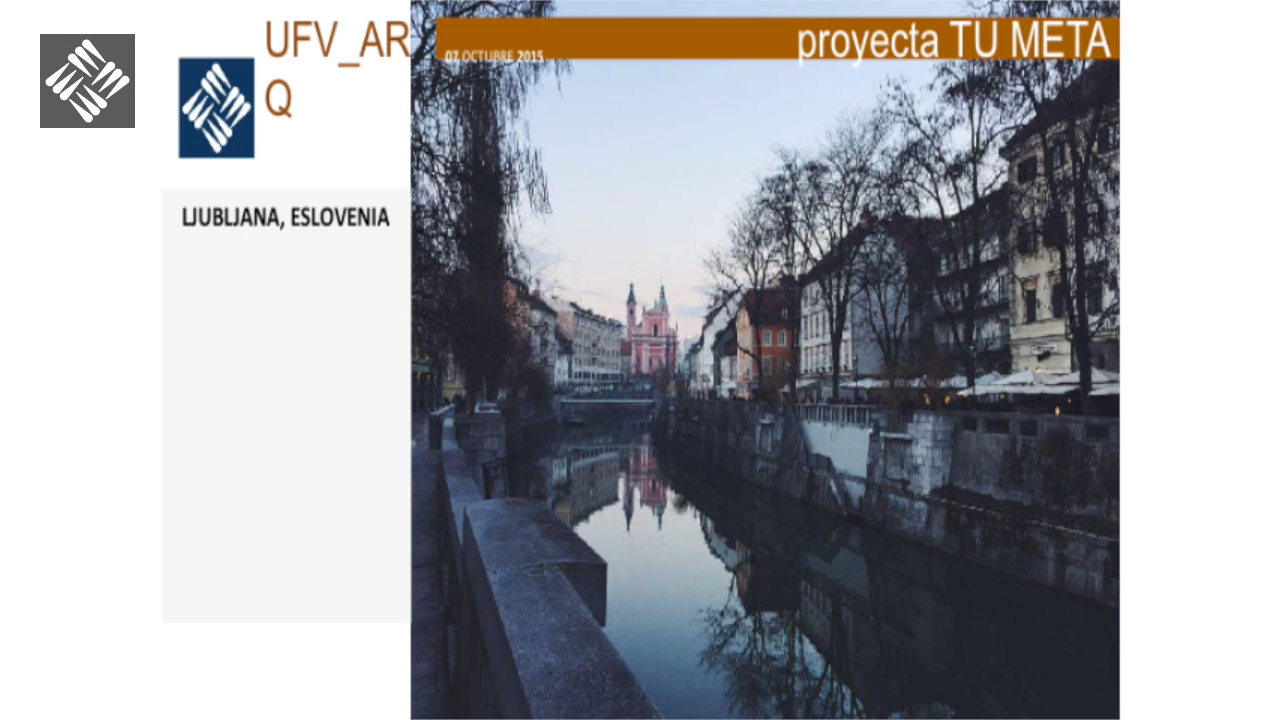 UFV_AR
Q
07 OCTUBRE 2015
proyecta TU META
LJUBLJANA, ESLOVENIA